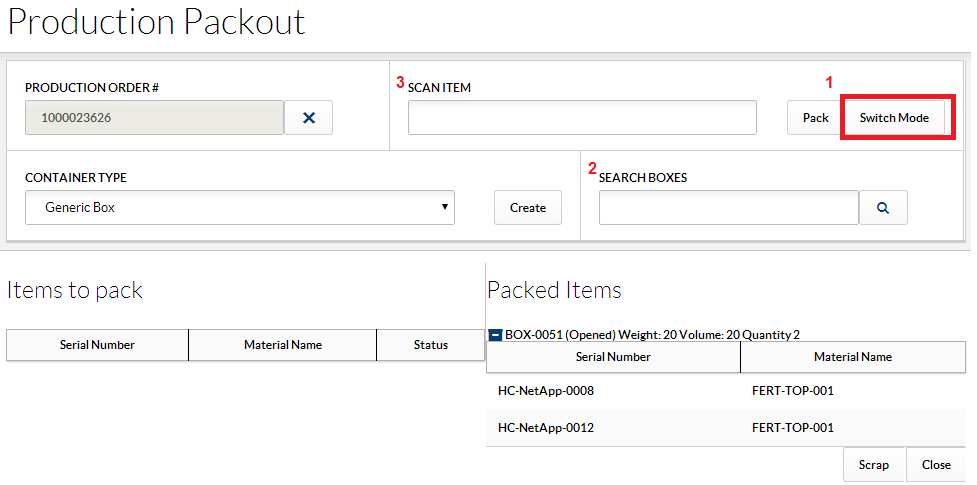 Production Packout
PRODUCTION ORDER #
1000023626
3 SCAN ITEM
1
Pack
Switch Mode
CONTAINER TYPE
Generic Box
Create
2 SEARCH BOXES
Items to pack
Serial Number Material Name Status
Packed Items
BOX-0051 (Opened) Weight: 20 Volume: 20 Quantity 2
Serial Number Material Name
HC-NetApp-0008 FERT-TOP-001
HC-NetApp-0012 FERT-TOP-001
Scrap Close